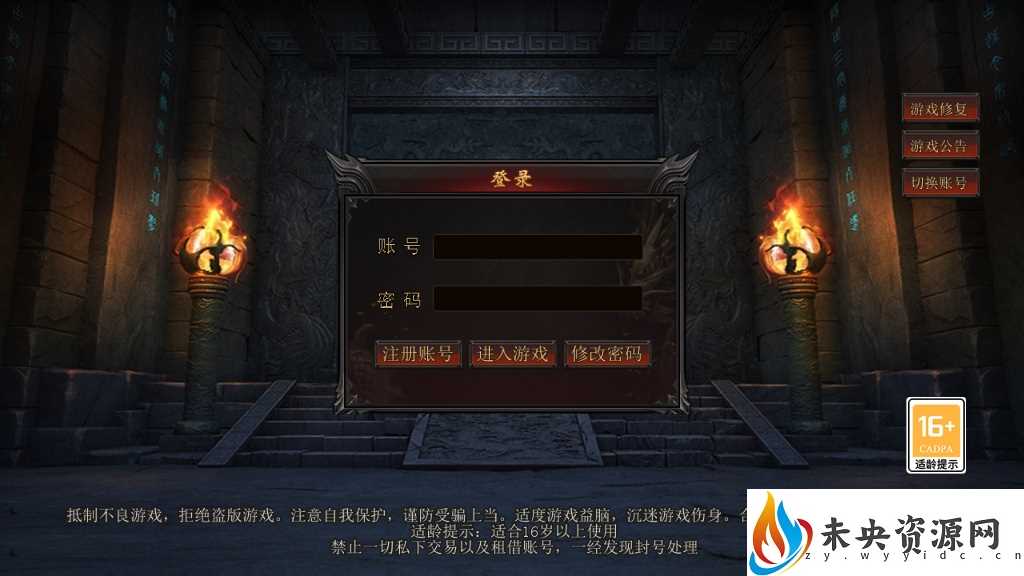 游戏修复
游戏公告
切换账号
登录
账号
密码
注册账号 进入游戏 修改密码
16+
CADPA
适龄提示
抵制不良游戏，拒绝盗版游戏。注意自我保护，谨防受骗上当。适度游戏益脑，沉迷游戏伤身。
适龄提示：适合16岁以上使用
禁止一切私下交易以及租借账号，一经发现封号处理
未央资源网
zy.wyyidc.cn